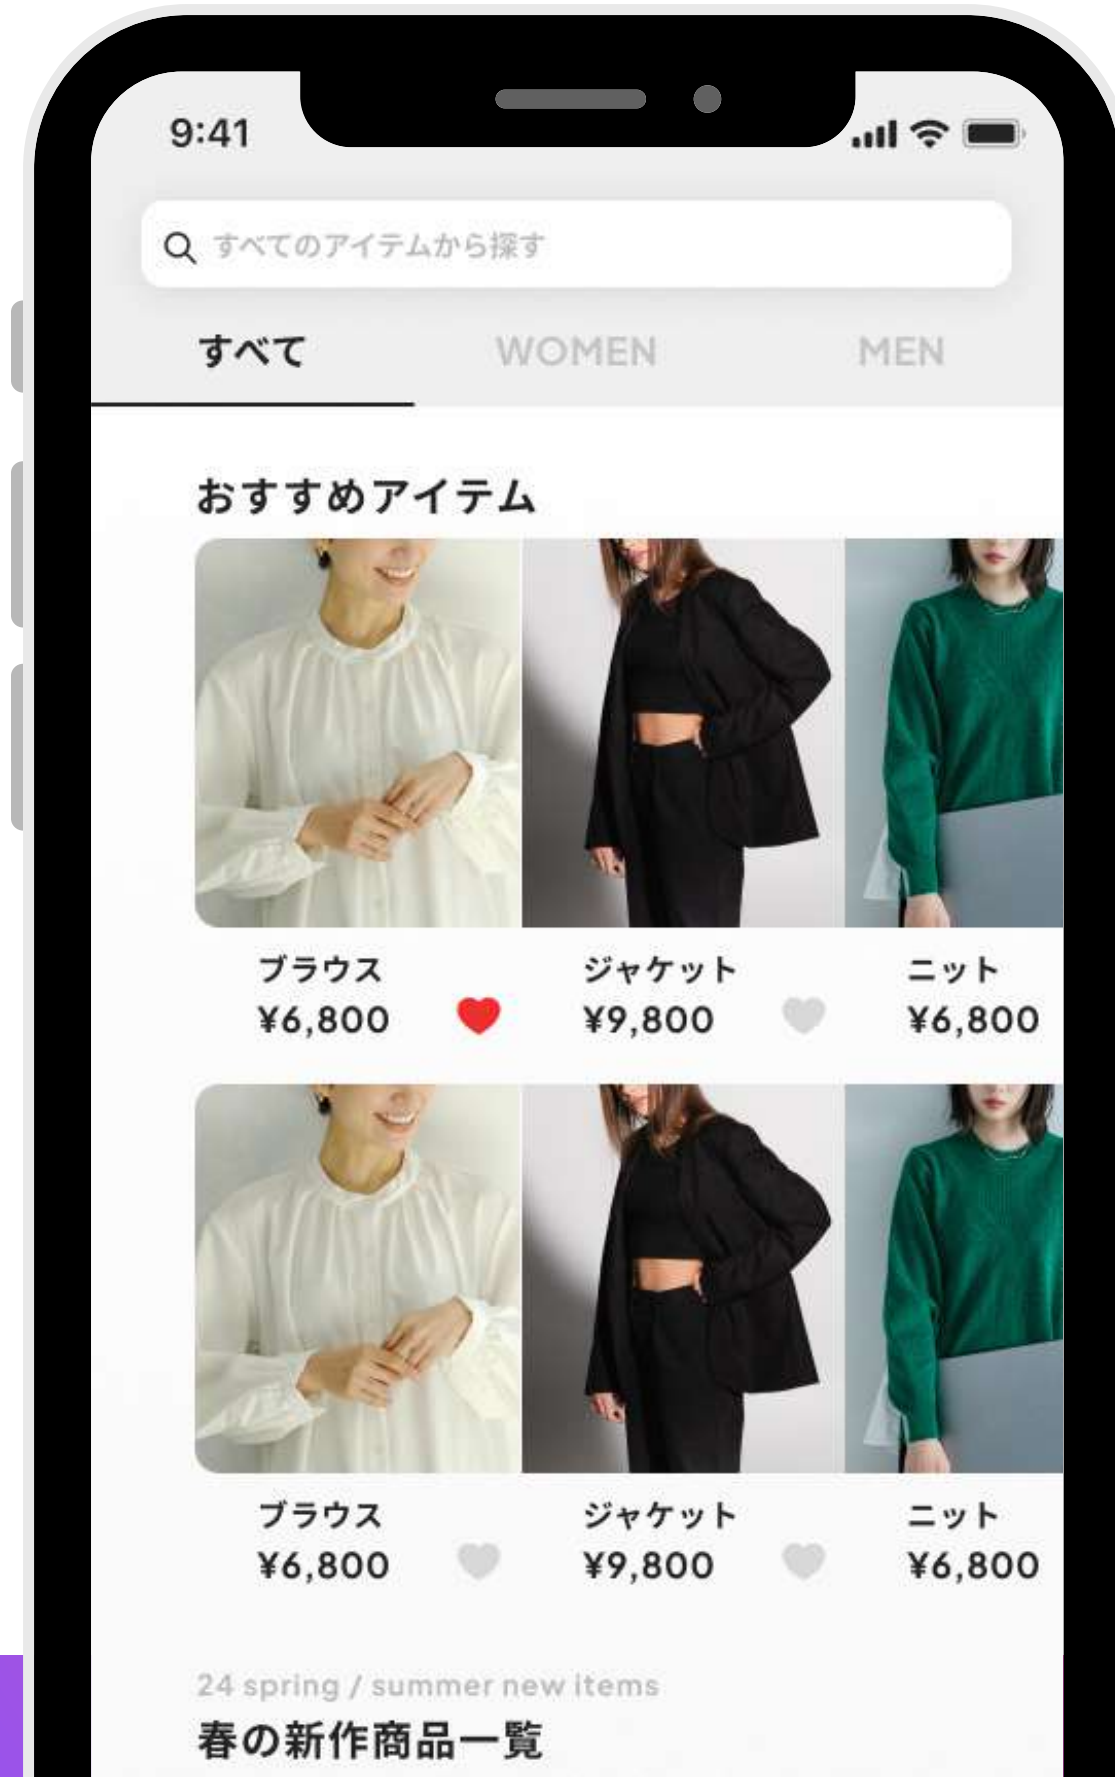 9:41
すべてのアイテムから探す
すべて WOMEN MEN
おすすめアイテム
ブラウス ジャケット ニット
¥6,800 ¥9,800 ¥6,800
ブラウス ジャケット ニット
¥6,800 ¥9,800 ¥6,800
24 spring / summer new items
春の新作商品一覧